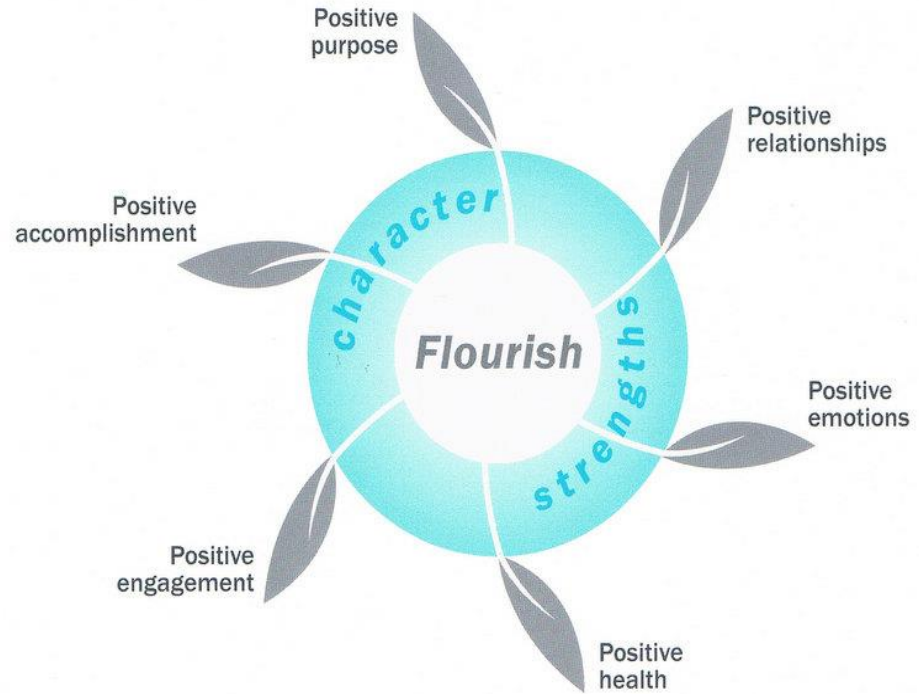 Positive
purpose
Positive
relationships
Positive
accomplishment
character
strengths
Flourish
Positive
emotions
Positive
engagement
Positive
health